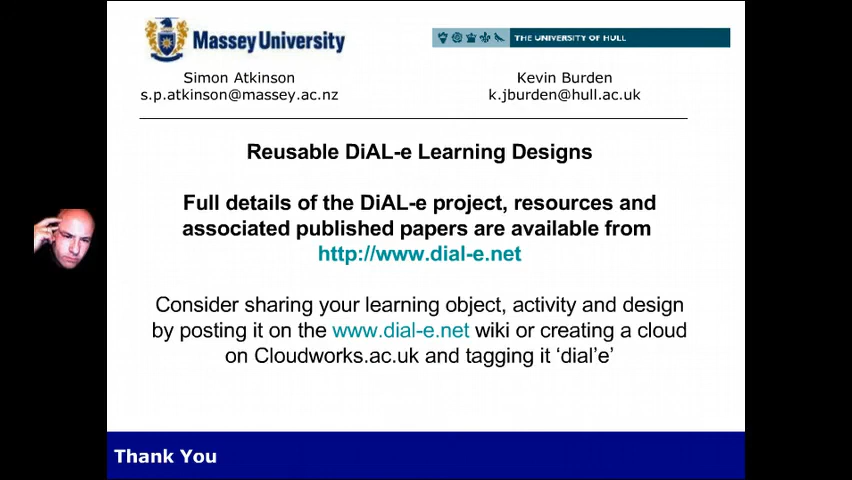 Massey University
THE UNIVERSITY OF HULL
Simon Atkinson
s.p.atkinson@massey.ac.nz
Kevin Burden
k.jburden@hull.ac.uk
Reusable DiAL-e Learning Designs
Full details of the DiAL-e project, resources and
associated published papers are available from
http://www.dial-e.net
Consider sharing your learning object, activity and design
by posting it on the www.dial-e.net wiki or creating a cloud
on Cloudworks.ac.uk and tagging it ‘dial’e’
Thank You